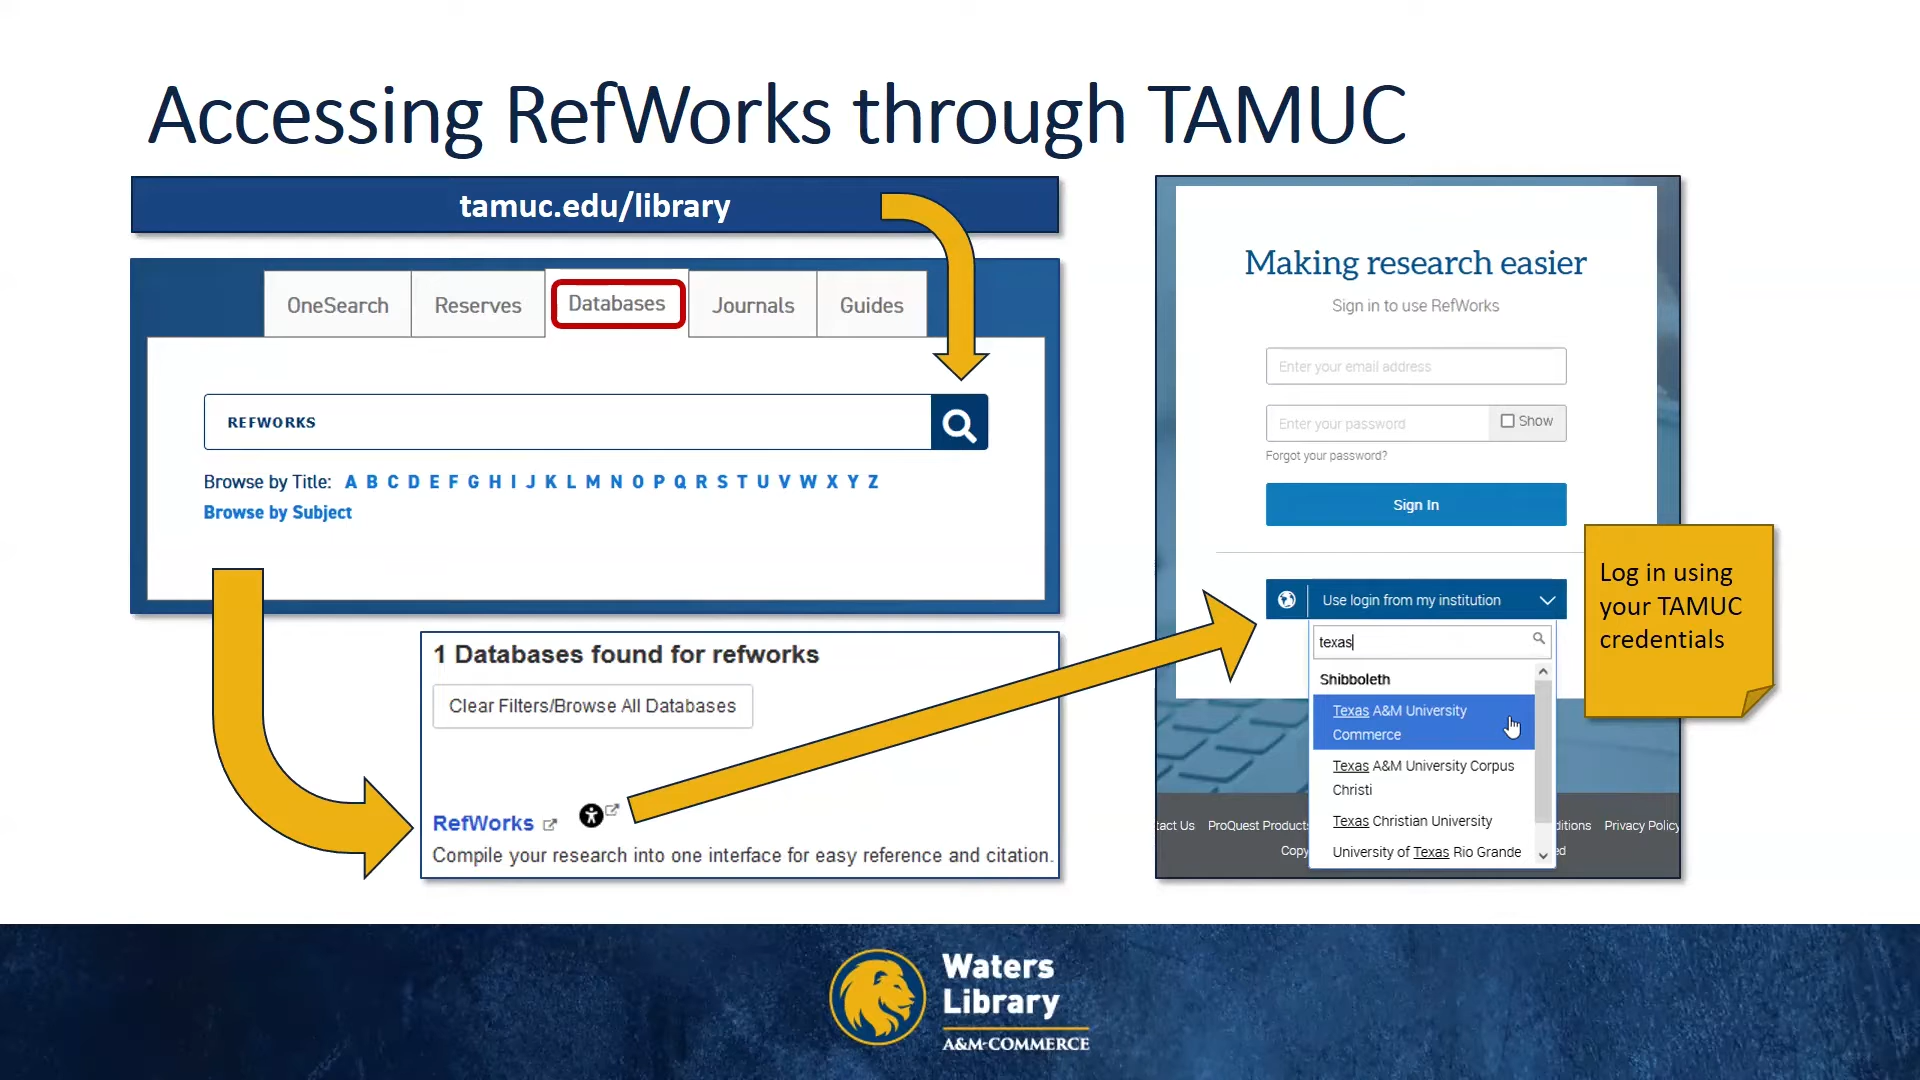 Accessing RefWorks through TAMUC
tamuc.edu/library
OneSearch Reserves Databases Journals Guides
REFWORKS
Browse by Title: A B C D E F G H I J K L M N O P Q R S T U V W X Y Z
Browse by Subject
1 Databases found for refworks
Clear Filters/Browse All Databases
RefWorks
Compile your research into one interface for easy reference and citation.
Making research easier
Sign in to use RefWorks
Enter your email address
Enter your password Show
Forgot your password?
Sign In
Use login from my institution
texas
Shibboleth
Texas A&M University
Commerce
Texas A&M University Corpus
Christi
Texas Christian University
University of Texas Rio Grande
tact Us ProQuest Products ditions Privacy Policy
Copy ed
Log in using
your TAMUC
credentials
Waters
Library
A&M-COMMERCE